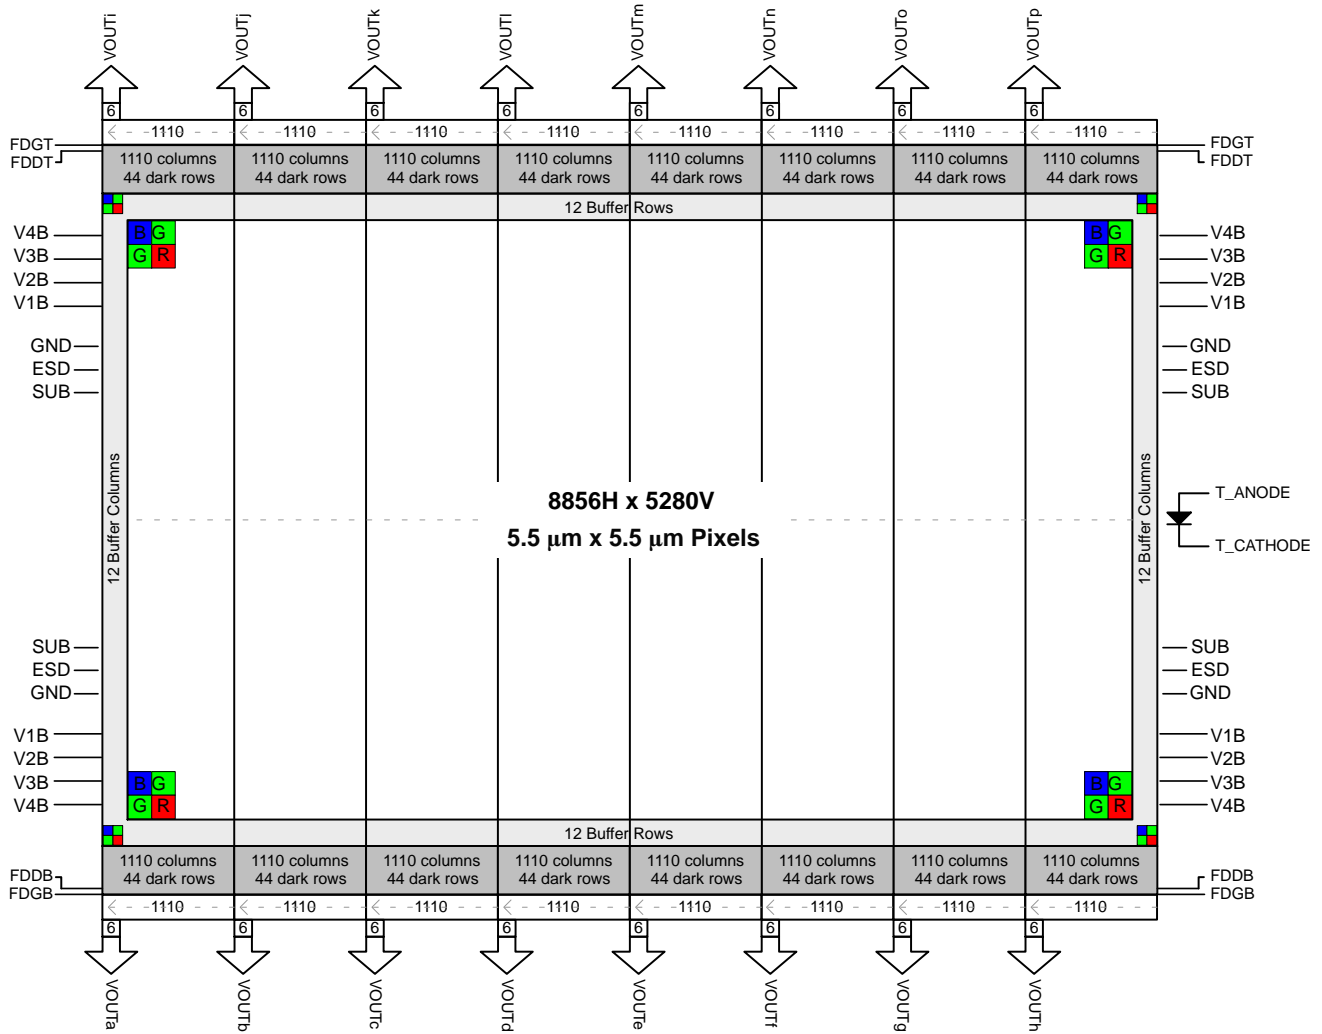 VOUTi VOUTj VOUTk VOUTl VOUTm VOUTn VOUTo VOUTp
6 6 6 6 6 6 6 6
1110 1110 1110 1110 1110 1110 1110 1110
FDGT FDGT
FDDT FDDT
1110 columns 1110 columns 1110 columns 1110 columns 1110 columns 1110 columns 1110 columns 1110 columns
44 dark rows 44 dark rows 44 dark rows 44 dark rows 44 dark rows 44 dark rows 44 dark rows 44 dark rows
12 Buffer Rows
V4B B G B G V4B
V3B G R G R V3B
V2B V2B
V1B V1B
GND GND
ESD ESD
SUB SUB
12 Buffer Columns
12 Buffer Columns
8856H x 5280V
5.5 μm x 5.5 μm Pixels
T_ANODE
T_CATHODE
SUB SUB
ESD ESD
GND GND
V1B V1B
V2B V2B
V3B B G B G V3B
V4B G R G R V4B
12 Buffer Rows
1110 columns 1110 columns 1110 columns 1110 columns 1110 columns 1110 columns 1110 columns 1110 columns
44 dark rows 44 dark rows 44 dark rows 44 dark rows 44 dark rows 44 dark rows 44 dark rows 44 dark rows
FDDB FDDB
FDGB FDGB
1110 1110 1110 1110 1110 1110 1110 1110
6 6 6 6 6 6 6 6
VOUTa VOUTb VOUTc VOUTd VOUTe VOUTf VOUTg VOUTh